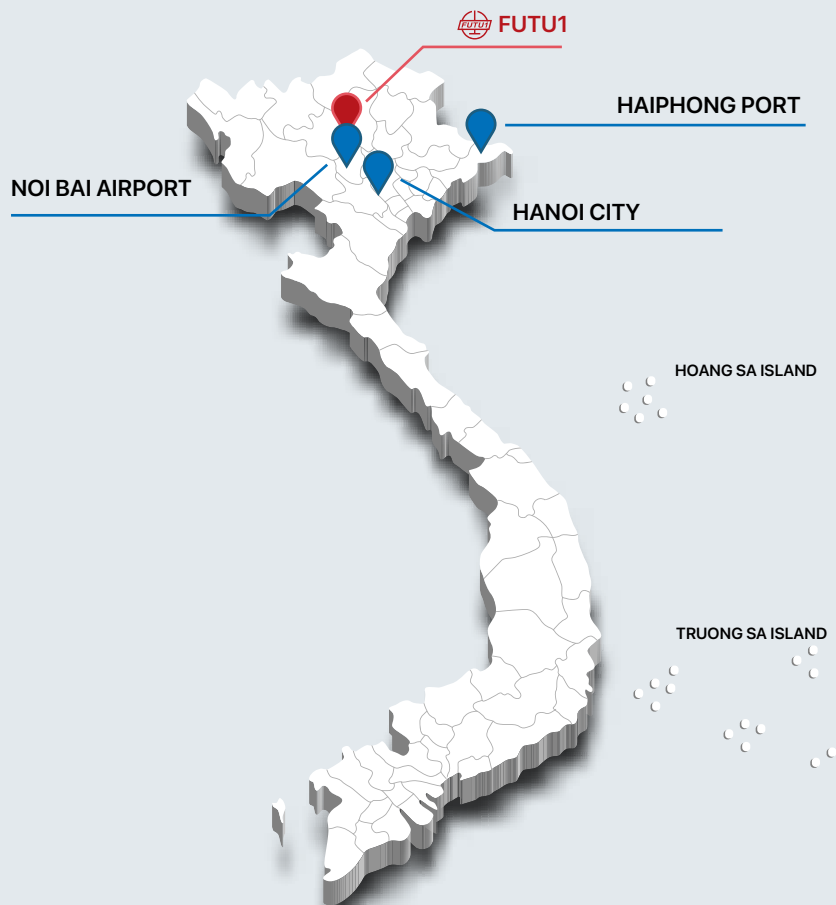 FUTU1 FUTU1
HAIPHONG PORT
NOI BAI AIRPORT
HANOI CITY
HOANG SA ISLAND
TRUONG SA ISLAND